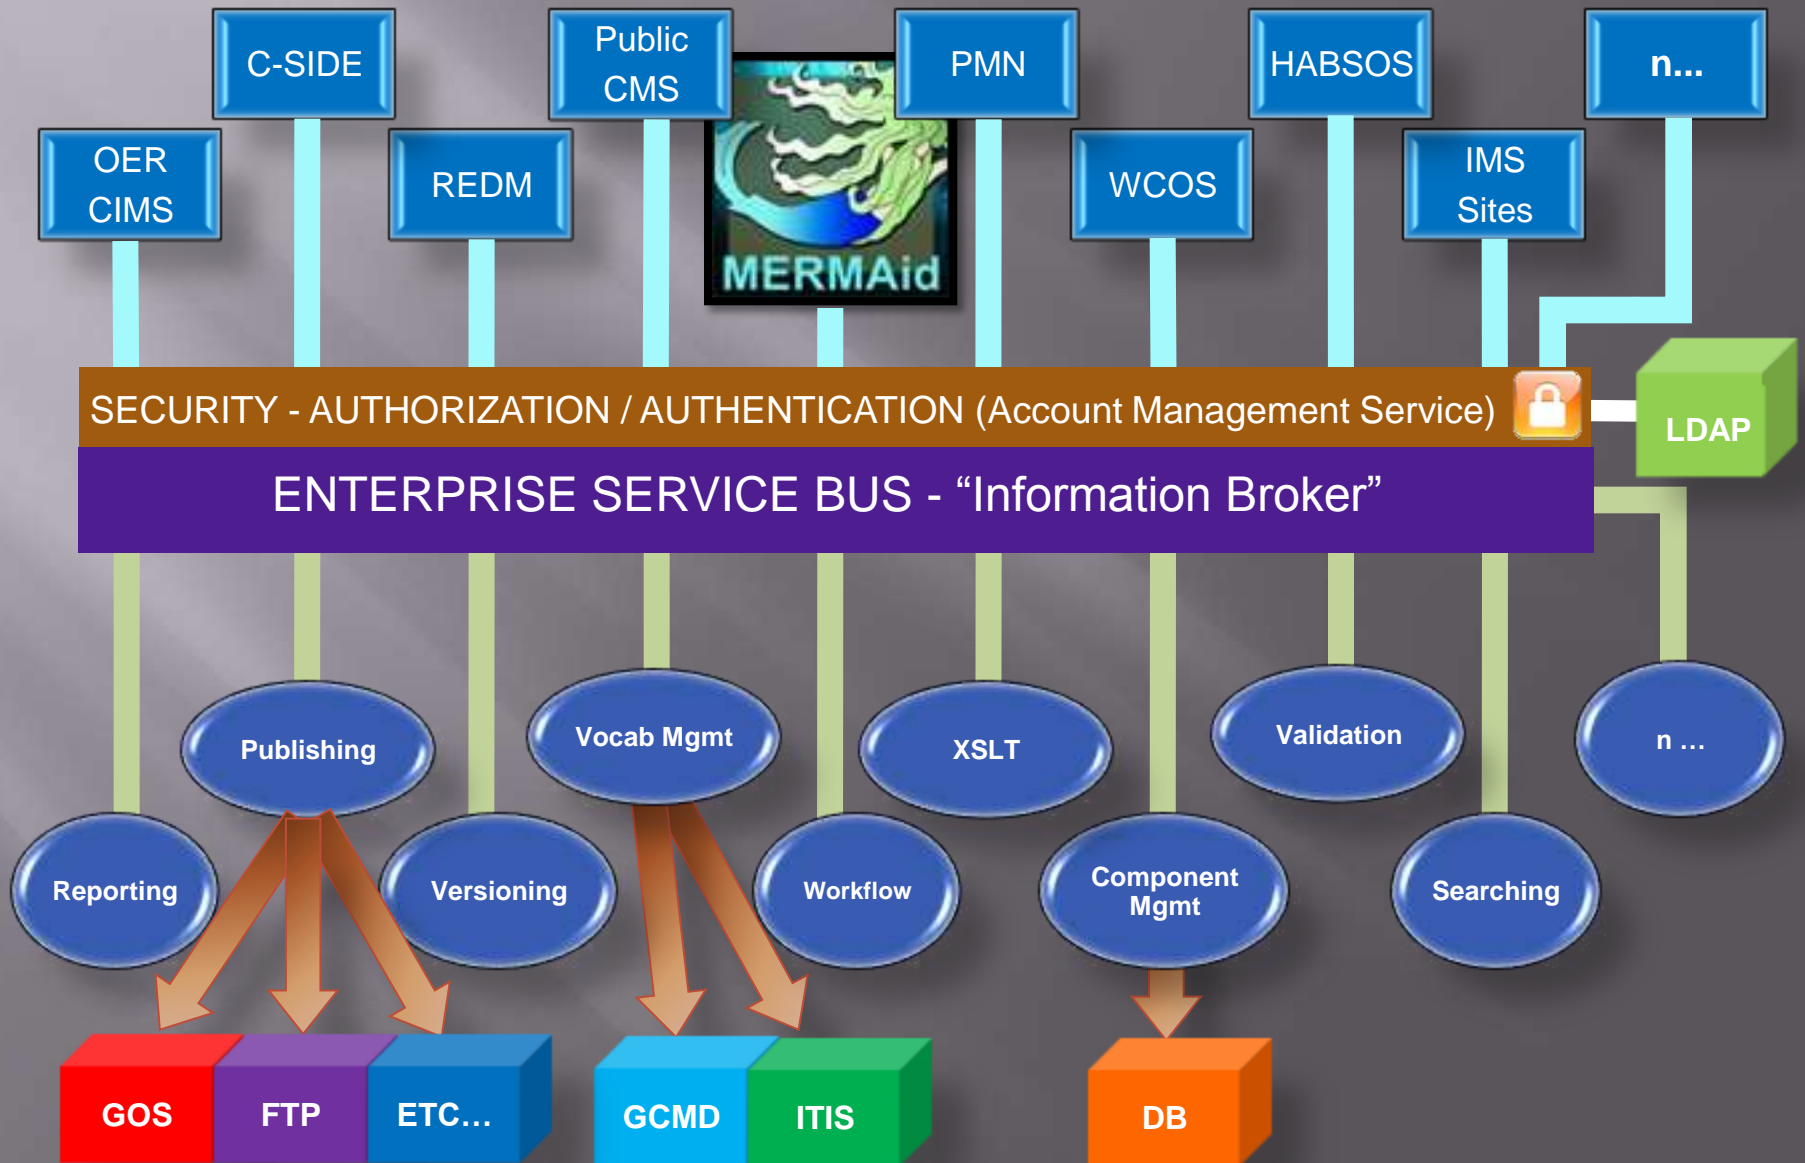 C-SIDE
Public
CMS
PMN
HABSOS
n...
OER
CIMS
REDM
WCOS
IMS
Sites
MERMAid
SECURITY - AUTHORIZATION / AUTHENTICATION (Account Management Service)
LDAP
ENTERPRISE SERVICE BUS - “Information Broker”
Publishing
Vocab Mgmt
XSLT
Validation
n …
Reporting
Versioning
Workflow
Component
Mgmt
Searching
GOS
FTP
ETC…
GCMD
ITIS
DB